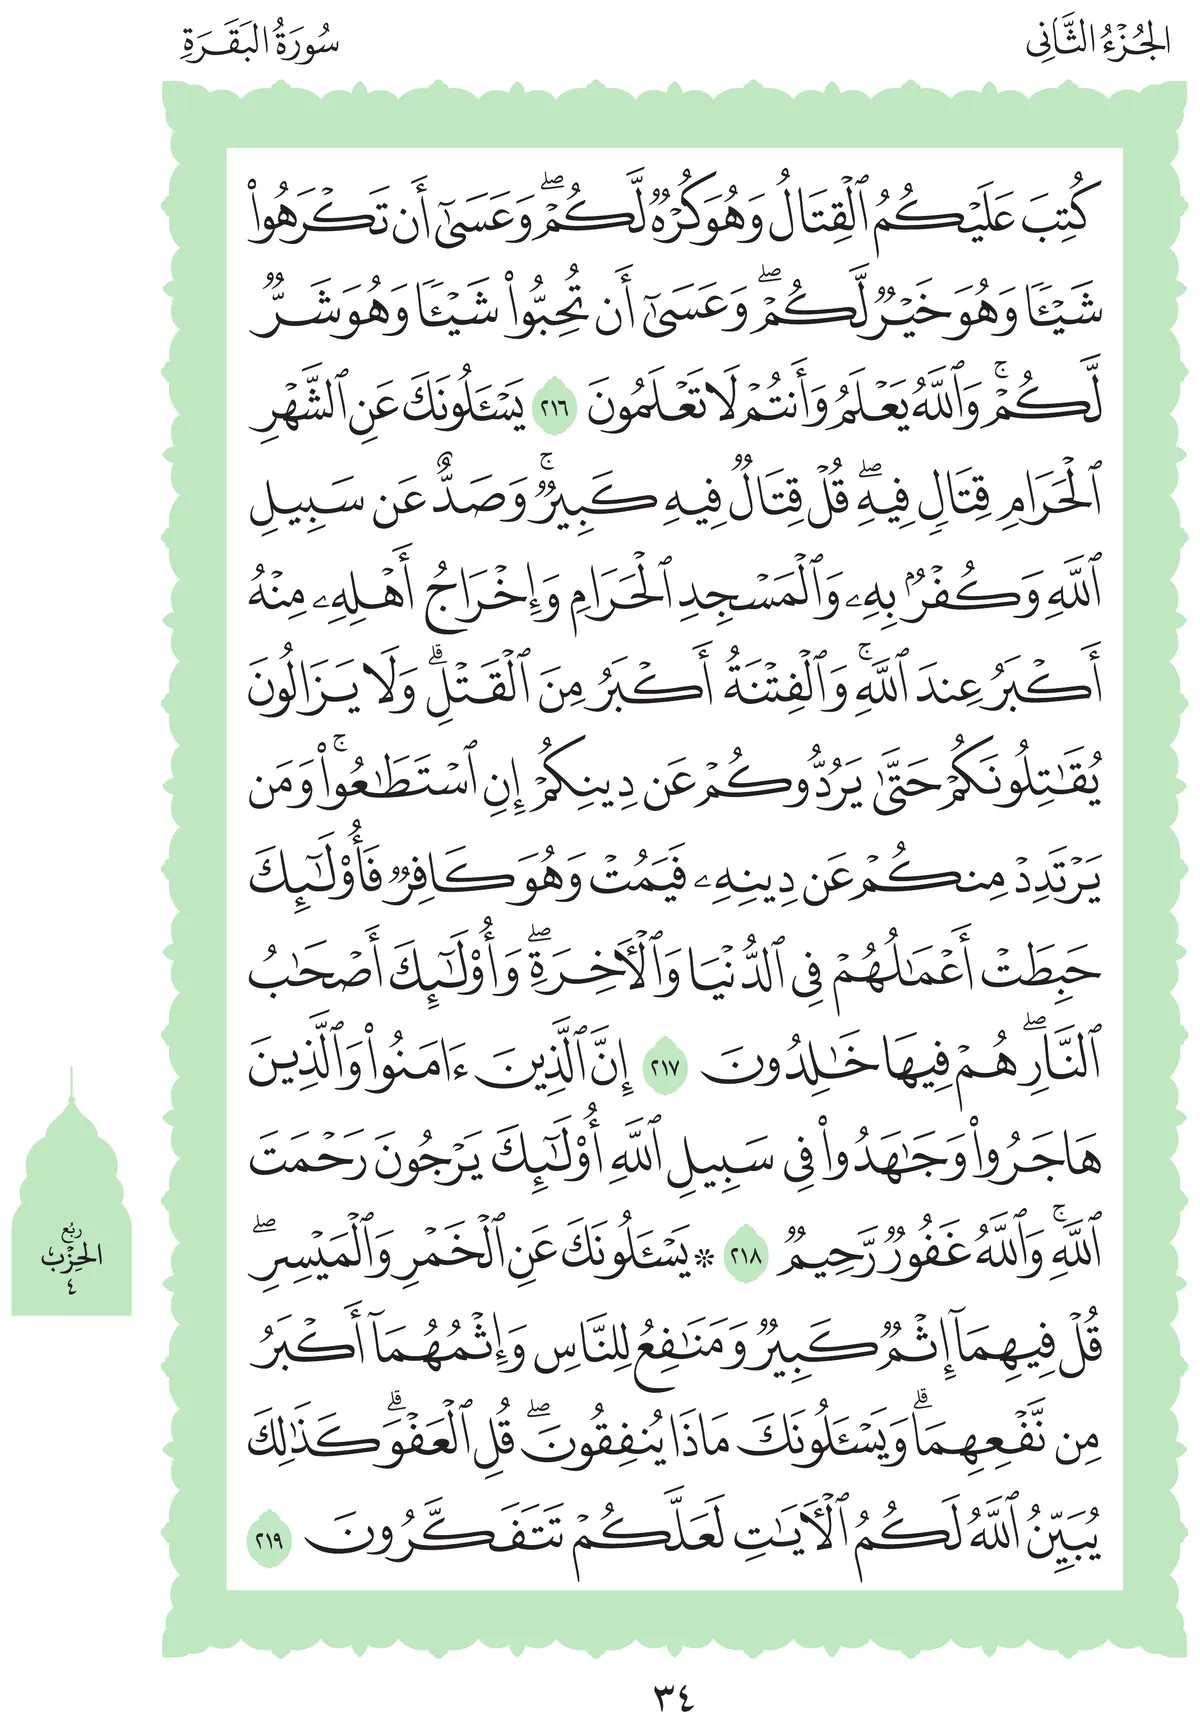 الجُزْءُ الثَّانِي
سُورَةُ البَقَرَةِ
كُتِبَ عَلَيۡكُمُ ٱلۡقِتَالُ وَهُوَ كُرۡهٞ لَّكُمۡۖ وَعَسَىٰٓ أَن تَكۡرَهُواْ
شَيۡـٔٗا وَهُوَ خَيۡرٞ لَّكُمۡۖ وَعَسَىٰٓ أَن تُحِبُّواْ شَيۡـٔٗا وَهُوَ شَرّٞ
لَّكُمۡۚ وَٱللَّهُ يَعۡلَمُ وَأَنتُمۡ لَا تَعۡلَمُونَ ٢١٦ يَسۡـَٔلُونَكَ عَنِ ٱلشَّهۡرِ
ٱلۡحَرَامِ قِتَالٖ فِيهِۖ قُلۡ قِتَالٞ فِيهِ كَبِيرٞۚ وَصَدٌّ عَن سَبِيلِ
ٱللَّهِ وَكُفۡرُۢ بِهِۦ وَٱلۡمَسۡجِدِ ٱلۡحَرَامِ وَإِخۡرَاجُ أَهۡلِهِۦ مِنۡهُ
أَكۡبَرُ عِندَ ٱللَّهِۚ وَٱلۡفِتۡنَةُ أَكۡبَرُ مِنَ ٱلۡقَتۡلِۗ وَلَا يَزَالُونَ
يُقَٰتِلُونَكُمۡ حَتَّىٰ يَرُدُّوكُمۡ عَن دِينِكُمۡ إِنِ ٱسۡتَطَٰعُواْۚ وَمَن
يَرۡتَدِدۡ مِنكُمۡ عَن دِينِهِۦ فَيَمُتۡ وَهُوَ كَافِرٞ فَأُوْلَٰٓئِكَ
حَبِطَتۡ أَعۡمَٰلُهُمۡ فِي ٱلدُّنۡيَا وَٱلۡأٓخِرَةِۖ وَأُوْلَٰٓئِكَ أَصۡحَٰبُ
ٱلنَّارِۖ هُمۡ فِيهَا خَٰلِدُونَ ٢١٧ إِنَّ ٱلَّذِينَ ءَامَنُواْ وَٱلَّذِينَ
هَاجَرُواْ وَجَٰهَدُواْ فِي سَبِيلِ ٱللَّهِ أُوْلَٰٓئِكَ يَرۡجُونَ رَحۡمَتَ
ٱللَّهِۚ وَٱللَّهُ غَفُورٞ رَّحِيمٞ ٢١٨ ۞يَسۡـَٔلُونَكَ عَنِ ٱلۡخَمۡرِ وَٱلۡمَيۡسِرِۖ
قُلۡ فِيهِمَآ إِثۡمٞ كَبِيرٞ وَمَنَٰفِعُ لِلنَّاسِ وَإِثۡمُهُمَآ أَكۡبَرُ
مِن نَّفۡعِهِمَاۗ وَيَسۡـَٔلُونَكَ مَاذَا يُنفِقُونَۖ قُلِ ٱلۡعَفۡوَۗ كَذَٰلِكَ
يُبَيِّنُ ٱللَّهُ لَكُمُ ٱلۡأٓيَٰتِ لَعَلَّكُمۡ تَتَفَكَّرُونَ ٢١٩
رُبْع
الحِزْب
٤
٣٤